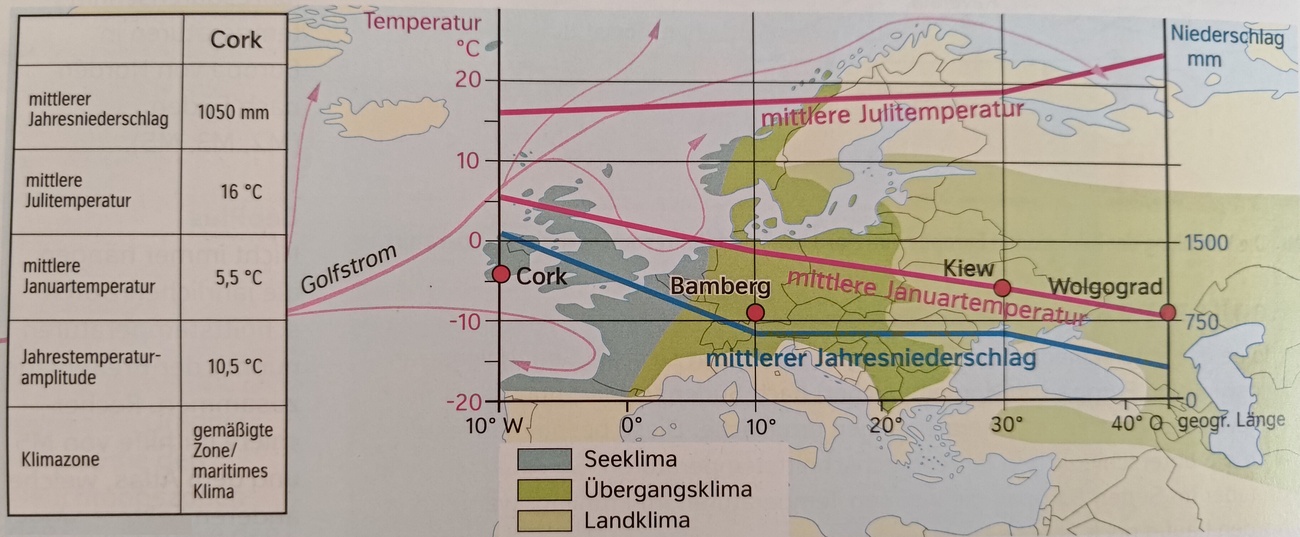 Cork
mittlerer
Jahresniederschlag
1050 mm
mittlere
Julitemperatur
16 °C
mittlere
Januartemperatur
5,5 °C
Jahrestemperatur-
amplitude
10,5 °C
Klimazone
gemäßigte
Zone/
maritimes
Klima
Temperatur
°C
20
10
0
-10
-20
Niederschlag
mm
1500
750
0
mittlere Julitemperatur
Golfstrom
Cork
Bamberg
Kiew
Wolgograd
mittlere Januartemperatur
mittlerer Jahresniederschlag
10° W
0°
10°
20°
30°
40° O
geogr. Länge
Seeklima
Übergangsklima
Landklima